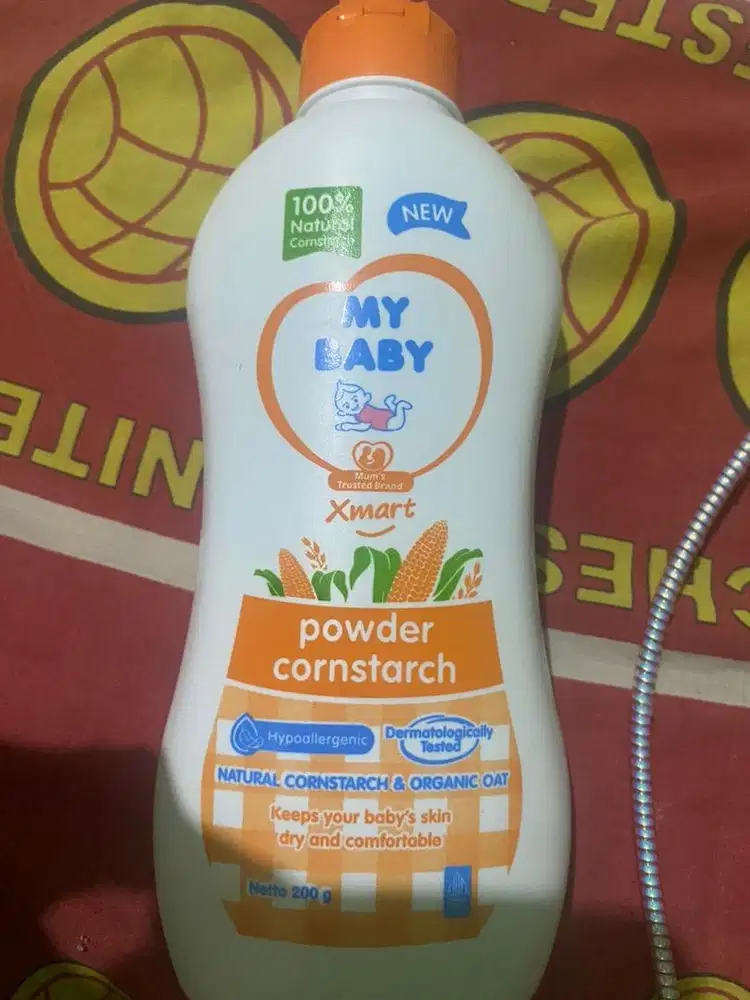 100%
Natural
Cornstarch
NEW
MY
BABY
Mum's
Trusted Brand
Xmart
powder
cornstarch
Hypoallergenic
Dermatologically
Tested
NATURAL CORNSTARCH & ORGANIC OAT
Keeps your baby's skin
dry and comfortable
Netto 200 g